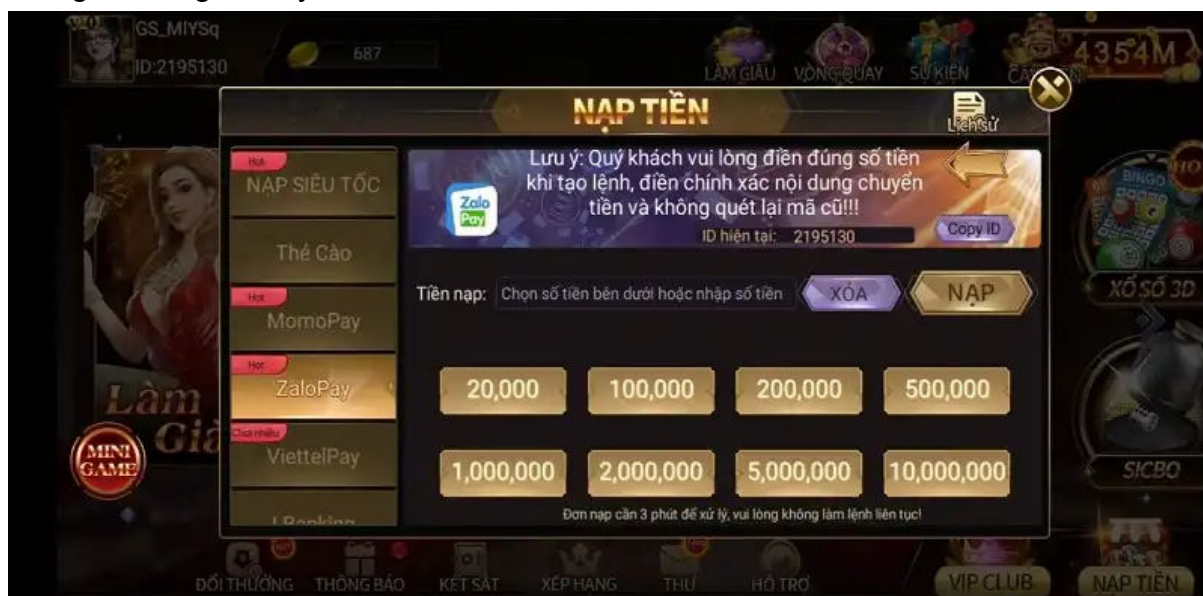 V.0
GS_MIYSq
ID:2195130
687
LÀM GIÀU
VÒNG QUAY
SỰ KIỆN
4354M
NẠP TIỀN
Lịch sử
Hot
NẠP SIÊU TỐC
Thẻ Cào
Hot
MomoPay
Hot
ZaloPay
Chơi nhiều
ViettelPay
Zalo
Pay
Lưu ý: Quý khách vui lòng điền đúng số tiền
khi tạo lệnh, điền chính xác nội dung chuyển
tiền và không quét lại mã cũ!!!
ID hiện tại: 2195130
Copy ID
Tiền nạp:
Chọn số tiền bên dưới hoặc nhập số tiền
XÓA
NẠP
20,000
100,000
200,000
500,000
1,000,000
2,000,000
5,000,000
10,000,000
Đơn nạp cần 3 phút để xử lý, vui lòng không làm lệnh liên tục!
Làm
MINI
GAME
BINGO
XỔ SỐ 3D
SICBO
ĐỔI THƯỞNG
THÔNG BÁO
KÉT SẮT
XẾP HẠNG
THƯ
HỖ TRỢ
VIP CLUB
NẠP TIỀN